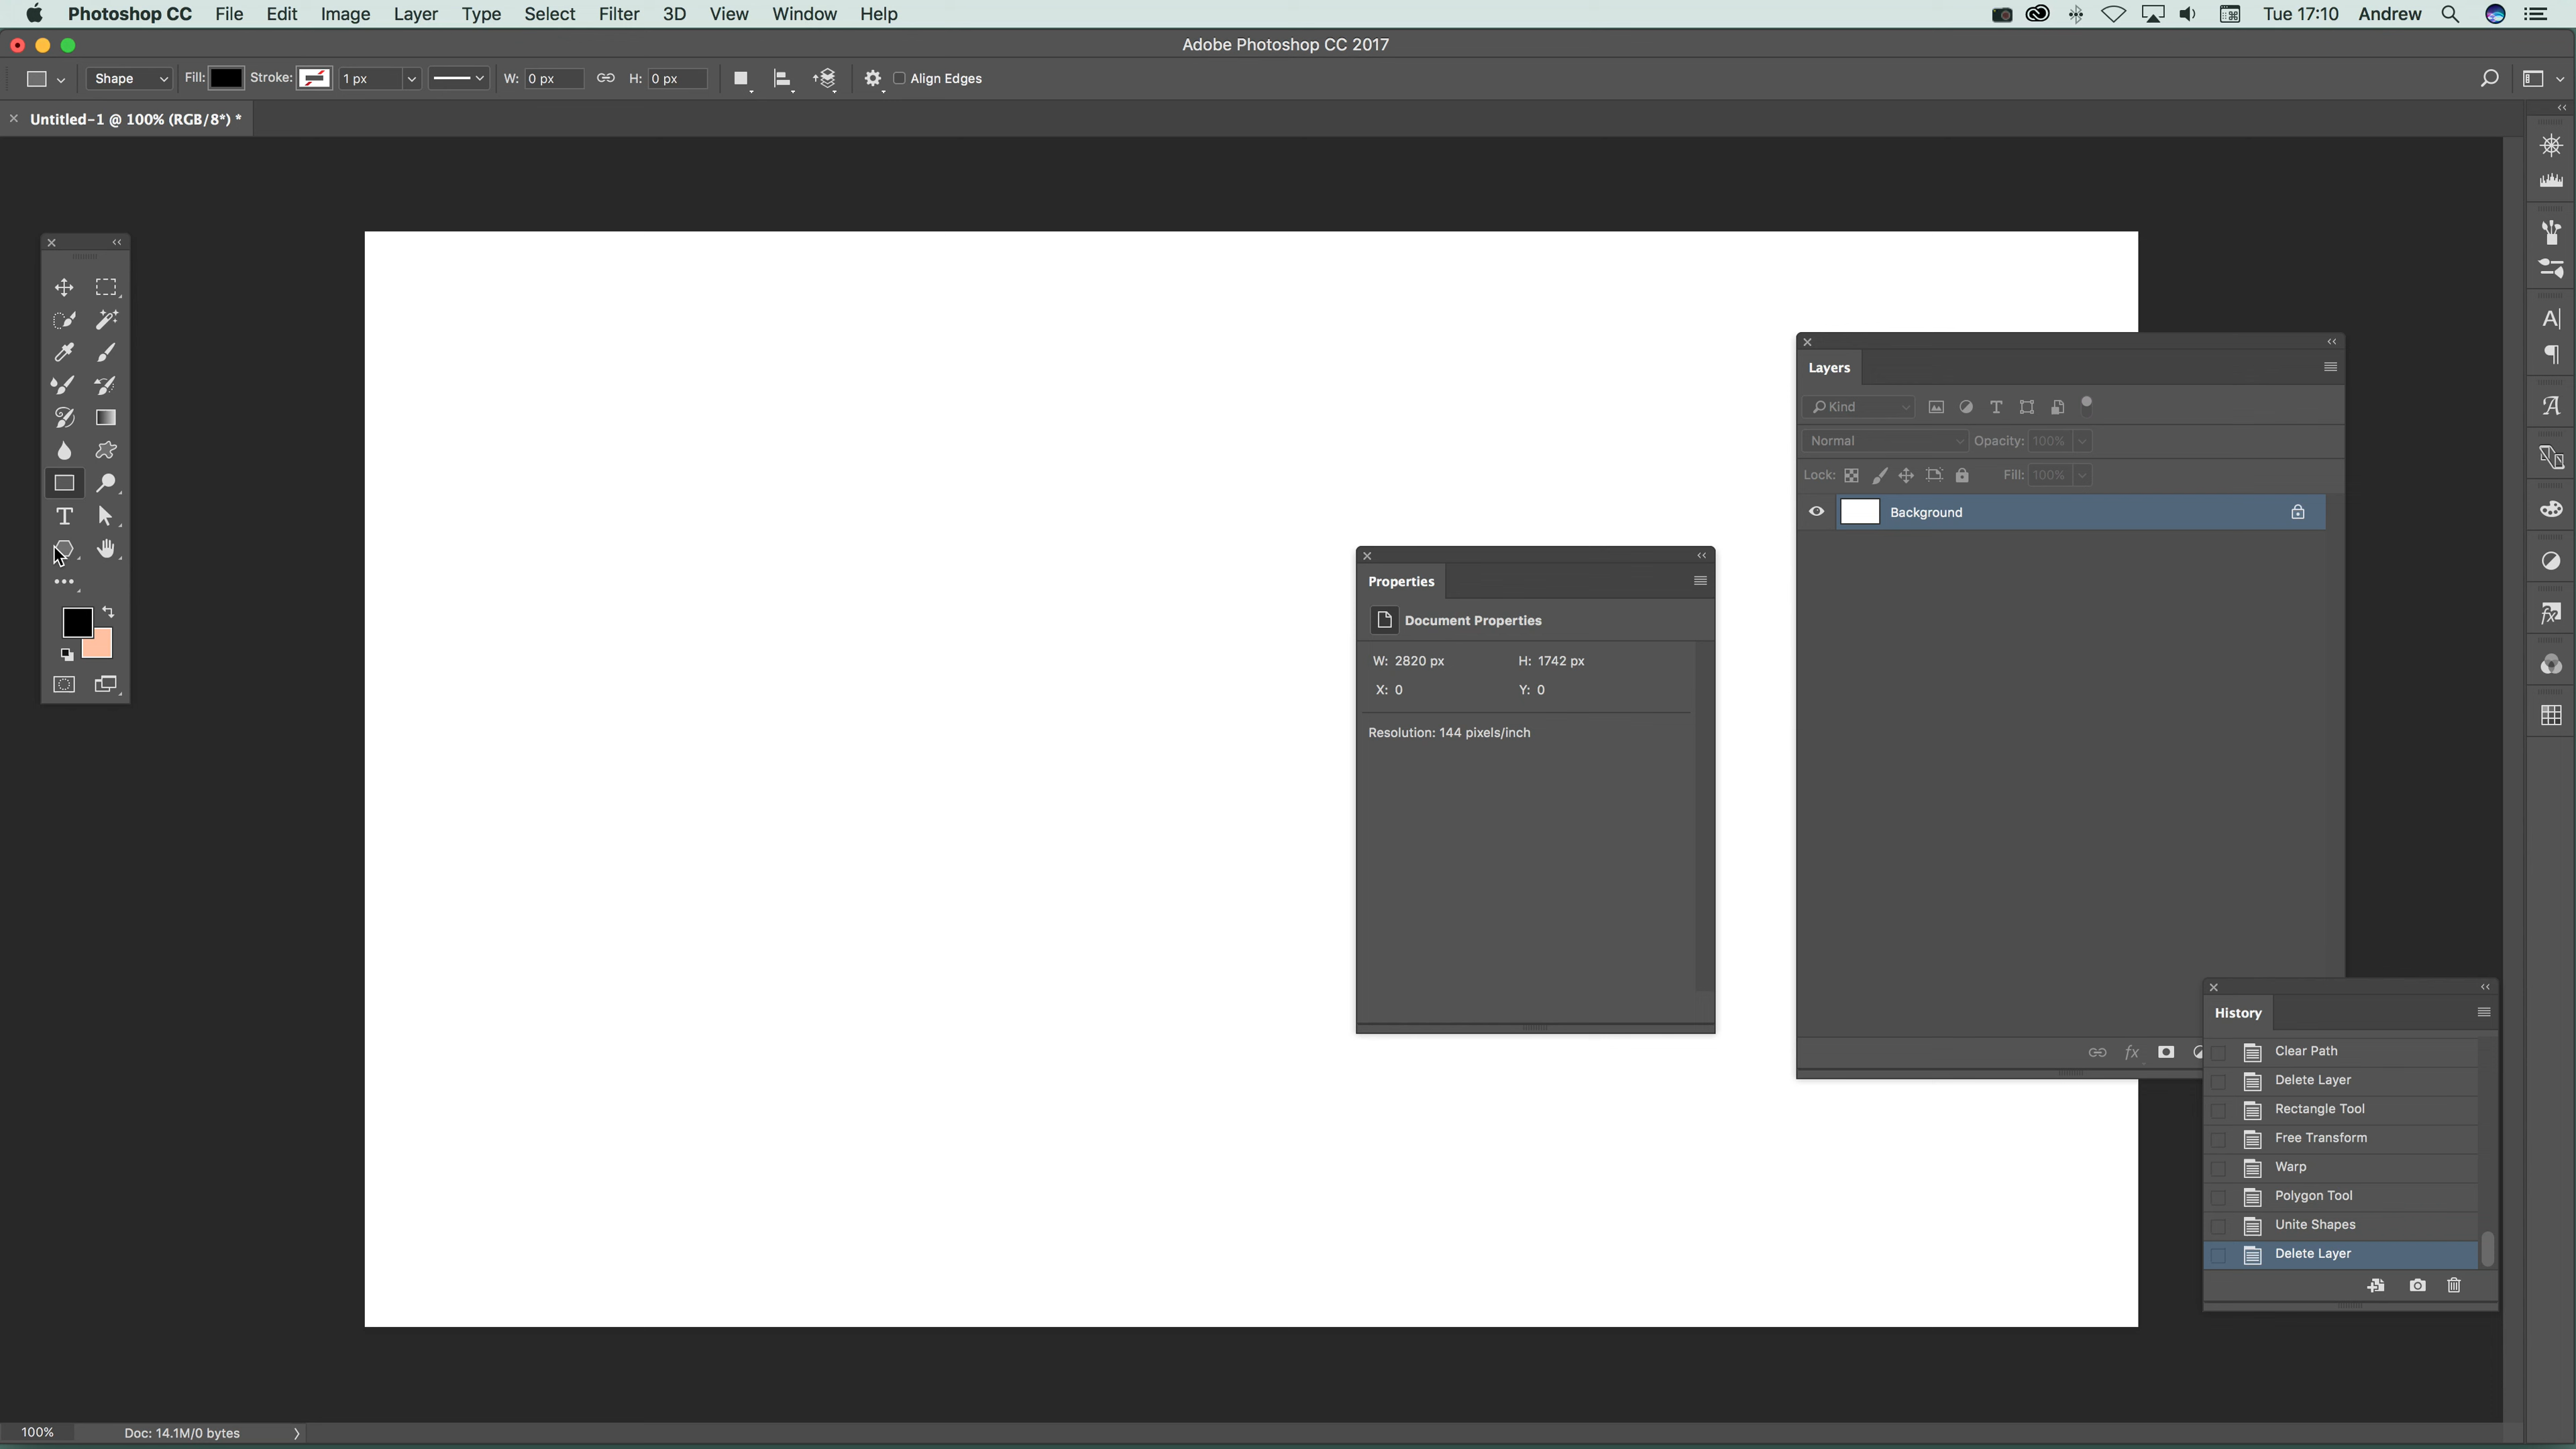 Photoshop CC File Edit Image Layer Type Select Filter 3D View Window Help Tue 17:10 Andrew
Adobe Photoshop CC 2017
Shape Fill: Stroke: 1 px W: 0 px H: 0 px Align Edges
Untitled-1 @ 100% (RGB/8*) *
Layers
Kind
Normal Opacity: 100%
Lock: Fill: 100%
Background
Properties
Document Properties
W: 2820 px H: 1742 px
X: 0 Y: 0
Resolution: 144 pixels/inch
History
Clear Path
Delete Layer
Rectangle Tool
Free Transform
Warp
Polygon Tool
Unite Shapes
Delete Layer
100% Doc: 14.1M/0 bytes